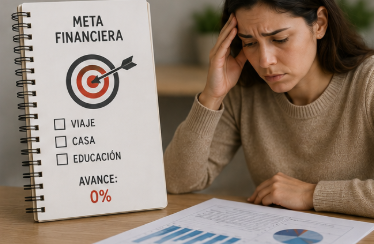 META
FINANCIERA
VIAJE
CASA
EDUCACIÓN
AVANCE:
0%